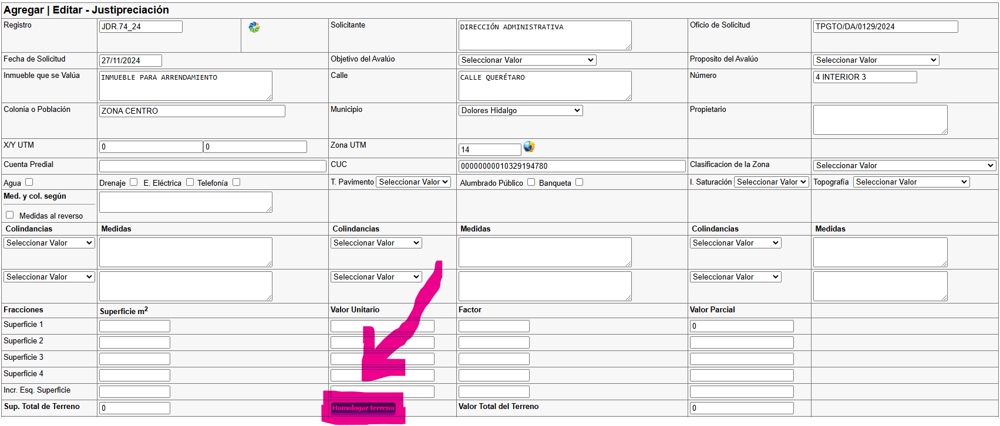 Agregar | Editar - Justipreciación
Registro JDR.74_24 Solicitante DIRECCIÓN ADMINISTRATIVA Oficio de Solicitud TPGTO/DA/0129/2024
Fecha de Solicitud 27/11/2024 Objetivo del Avalúo Seleccionar Valor Proposito del Avalúo Seleccionar Valor
Inmueble que se Valúa INMUEBLE PARA ARRENDAMIENTO Calle CALLE QUERÉTARO Número 4 INTERIOR 3
Colonia o Población ZONA CENTRO Municipio Dolores Hidalgo Propietario
X/Y UTM 0 0 Zona UTM 14
Cuenta Predial CUC 00000000010329194780 Clasificacion de la Zona Seleccionar Valor
Agua Drenaje E. Eléctrica Telefonía T. Pavimento Seleccionar Valor Alumbrado Público Banqueta I. Saturación Seleccionar Valor Topografía Seleccionar Valor
Med. y col. según
Medidas al reverso
Colindancias Medidas Colindancias Medidas Colindancias Medidas
Seleccionar Valor Seleccionar Valor Seleccionar Valor
Seleccionar Valor Seleccionar Valor Seleccionar Valor
Fracciones Superficie m2 Valor Unitario Factor Valor Parcial
Superficie 1 0
Superficie 2
Superficie 3
Superficie 4
Incr. Esq. Superficie
Sup. Total de Terreno 0 Homologar terreno Valor Total del Terreno 0